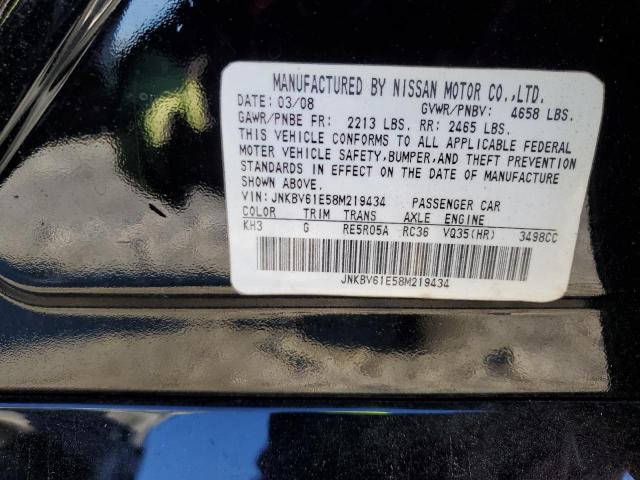 MANUFACTURED BY NISSAN MOTOR CO.,LTD.
DATE: 03/08 GVWR/PNBV: 4658 LBS.
GAWR/PNBE FR: 2213 LBS. RR: 2465 LBS.
THIS VEHICLE CONFORMS TO ALL APPLICABLE FEDERAL
MOTOR VEHICLE SAFETY,BUMPER,AND THEFT PREVENTION
STANDARDS IN EFFECT ON THE DATE OF MANUFACTURE
SHOWN ABOVE.
VIN: JNKBV61E58M219434 PASSENGER CAR
COLOR TRIM TRANS AXLE ENGINE
KH3 G RE5R05A RC36 VQ35(HR) 3498CC
JNKBV61E58M219434